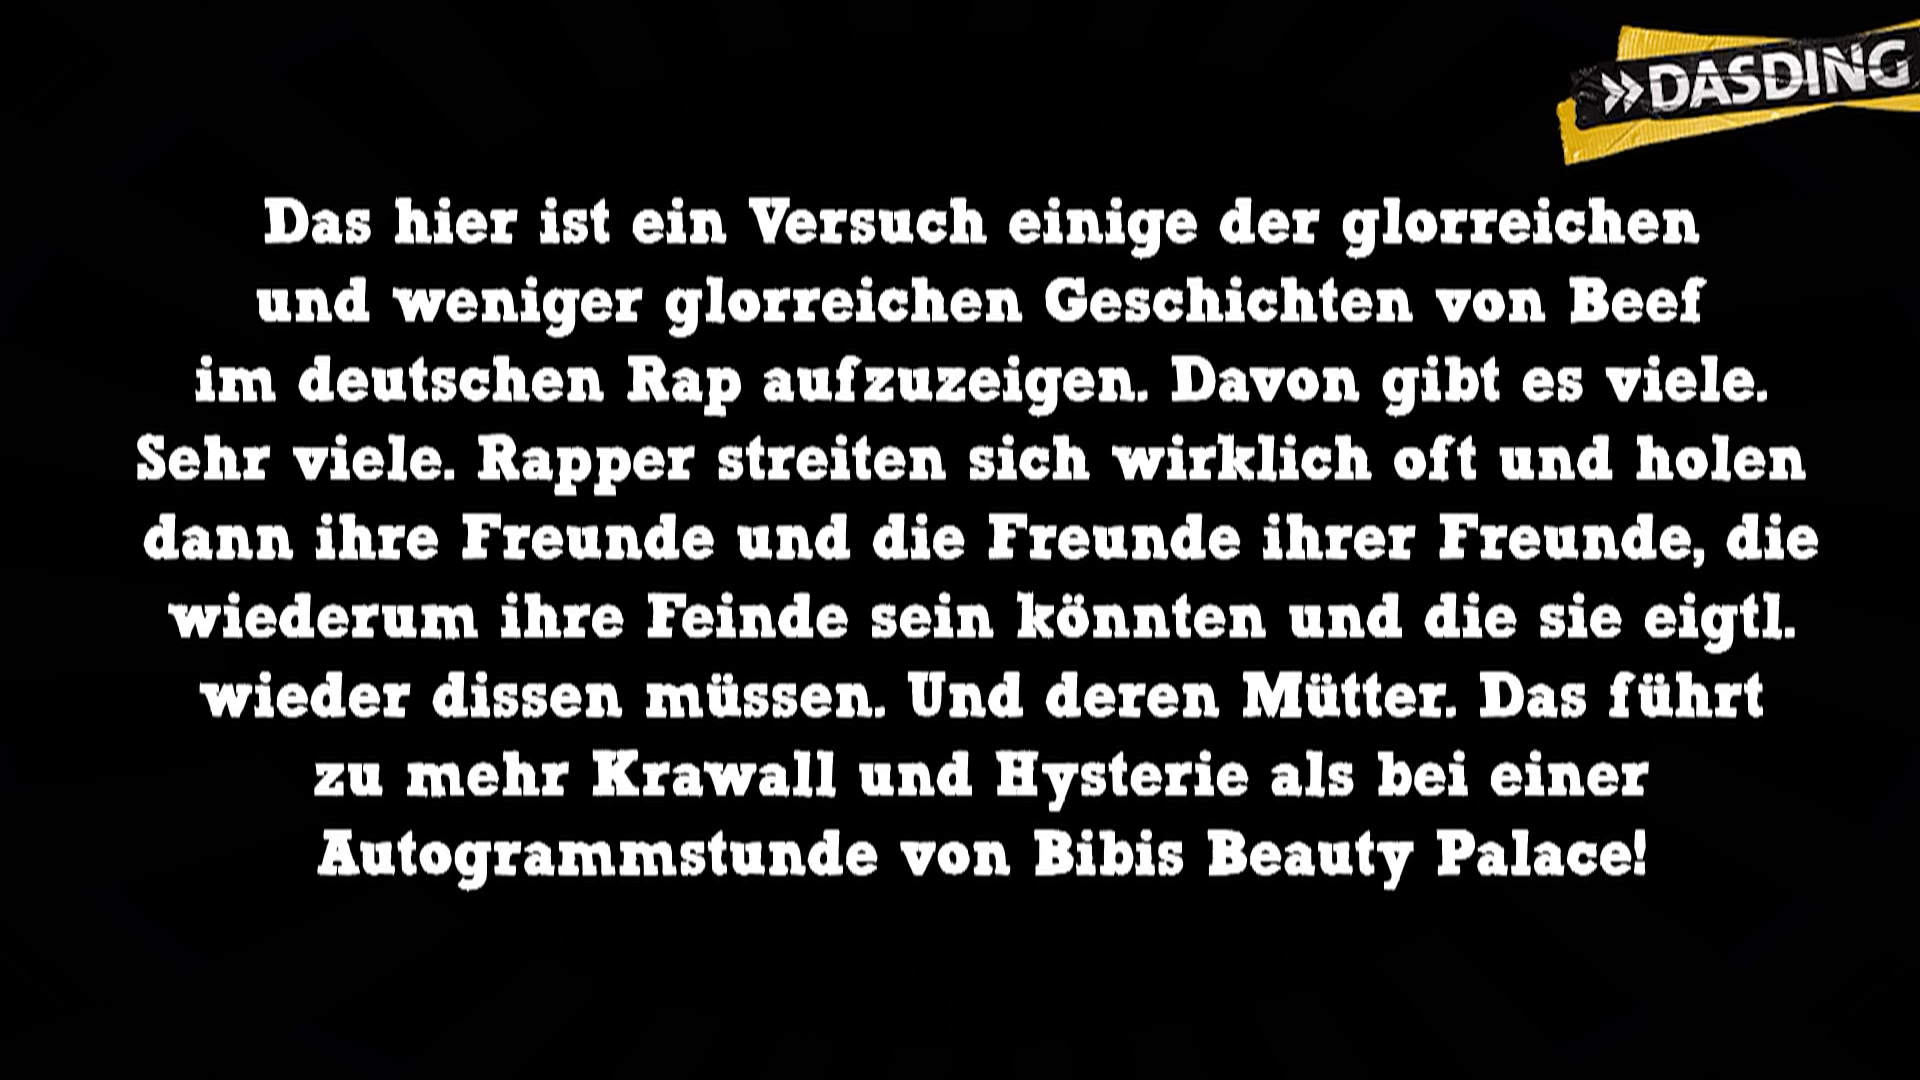 »DASDING
Das hier ist ein Versuch einige der glorreichen
und weniger glorreichen Geschichten von Beef
im deutschen Rap aufzuzeigen. Davon gibt es viele.
Sehr viele. Rapper streiten sich wirklich oft und holen
dann ihre Freunde und die Freunde ihrer Freunde, die
wiederum ihre Feinde sein könnten und die sie eigtl.
wieder dissen müssen. Und deren Mütter. Das führt
zu mehr Krawall und Hysterie als bei einer
Autogrammstunde von Bibis Beauty Palace!